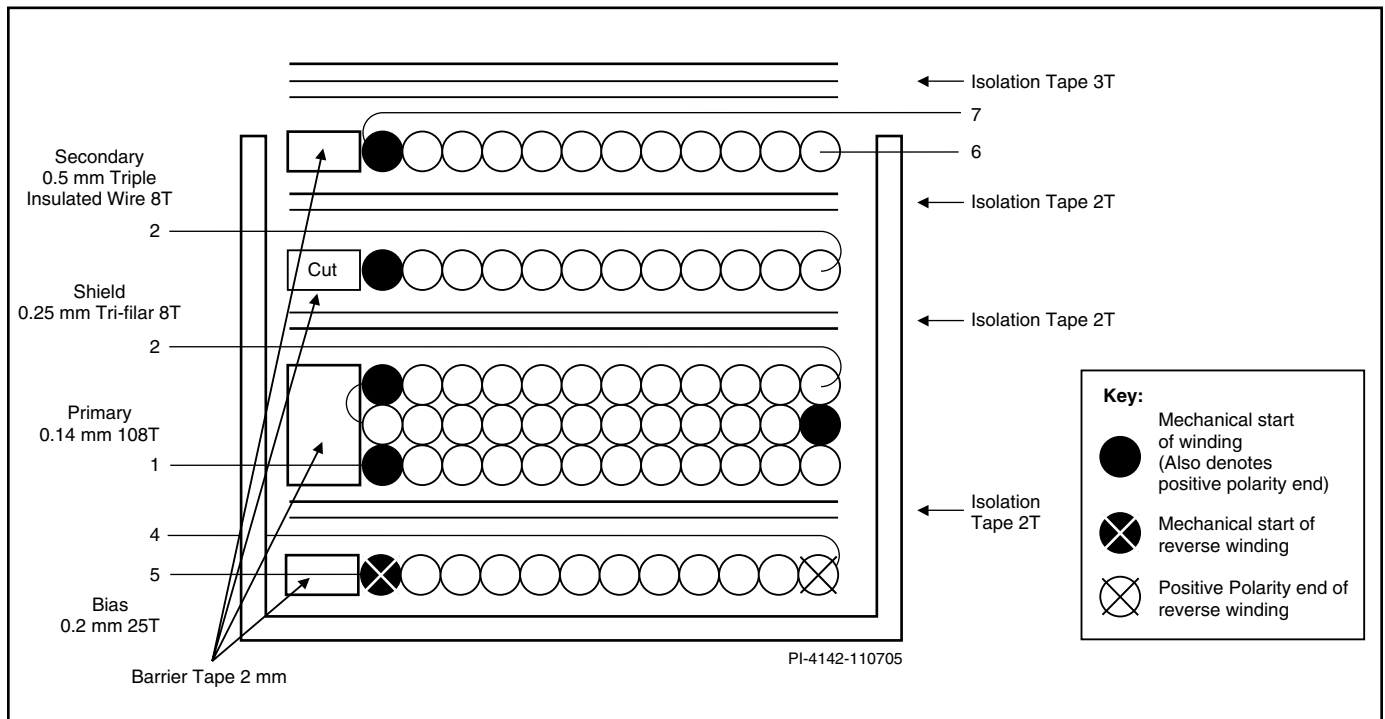 Isolation Tape 3T
7
Secondary
0.5 mm Triple
Insulated Wire 8T
6
Isolation Tape 2T
2
Cut
Shield
0.25 mm Tri-filar 8T
Isolation Tape 2T
2
Primary
0.14 mm 108T
1
Isolation
Tape 2T
4
5
Bias
0.2 mm 25T
Barrier Tape 2 mm
PI-4142-110705
Key:
Mechanical start
of winding
(Also denotes
positive polarity end)
Mechanical start of
reverse winding
Positive Polarity end of
reverse winding